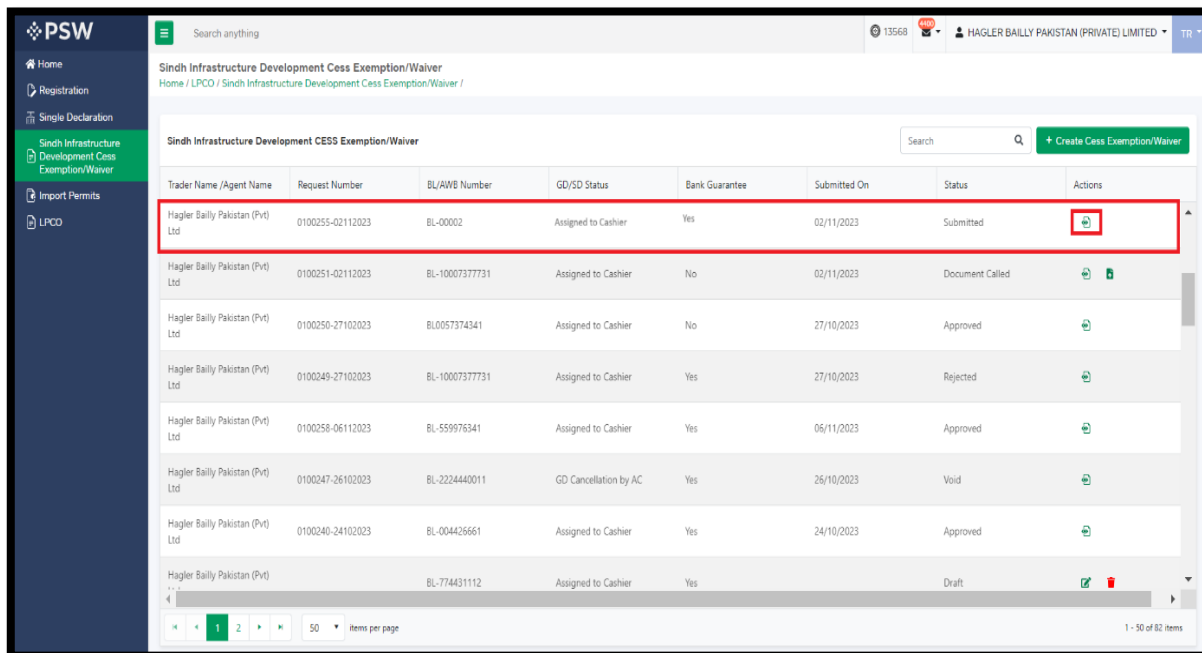 PSW
Search anything
13568
4400
HAGLER BAILLY PAKISTAN (PRIVATE) LIMITED
TR
Home
Registration
Single Declaration
Sindh Infrastructure
Development Cess
Exemption/Waiver
Import Permits
LPCO
Sindh Infrastructure Development Cess Exemption/Waiver
Home / LPCO / Sindh Infrastructure Development Cess Exemption/Waiver /
Sindh Infrastructure Development CESS Exemption/Waiver
Search
+ Create Cess Exemption/Waiver
Trader Name /Agent Name Request Number BL/AWB Number GD/SD Status Bank Guarantee Submitted On Status Actions
Hagler Bailly Pakistan (Pvt)
Ltd 0100255-02112023 BL-00002 Assigned to Cashier Yes 02/11/2023 Submitted
Hagler Bailly Pakistan (Pvt)
Ltd 0100251-02112023 BL-10007377731 Assigned to Cashier No 02/11/2023 Document Called
Hagler Bailly Pakistan (Pvt)
Ltd 0100250-27102023 BL0057374341 Assigned to Cashier No 27/10/2023 Approved
Hagler Bailly Pakistan (Pvt)
Ltd 0100249-27102023 BL-10007377731 Assigned to Cashier Yes 27/10/2023 Rejected
Hagler Bailly Pakistan (Pvt)
Ltd 0100258-06112023 BL-559976341 Assigned to Cashier Yes 06/11/2023 Approved
Hagler Bailly Pakistan (Pvt)
Ltd 0100247-26102023 BL-2224440011 GD Cancellation by AC Yes 26/10/2023 Void
Hagler Bailly Pakistan (Pvt)
Ltd 0100240-24102023 BL-004426661 Assigned to Cashier Yes 24/10/2023 Approved
Hagler Bailly Pakistan (Pvt)
BL-774431112 Assigned to Cashier Yes Draft
1 2 50 items per page 1 - 50 of 82 items